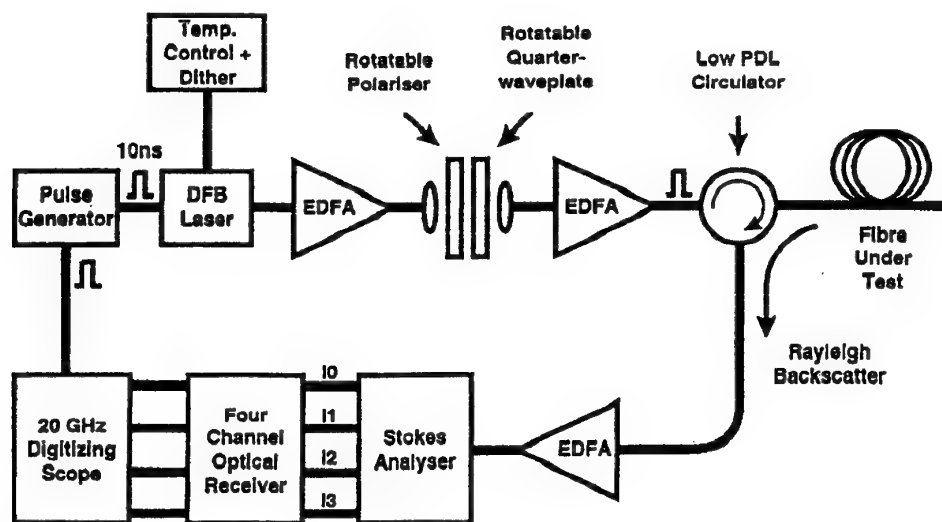 Temp.
Control +
Dither
Rotatable
Polariser
Rotatable
Quarter-
waveplate
Low PDL
Circulator
10ns
Pulse
Generator
DFB
Laser
EDFA
EDFA
Fibre
Under
Test
Rayleigh
Backscatter
20 GHz
Digitizing
Scope
Four
Channel
Optical
Receiver
I0
I1
I2
I3
Stokes
Analyser
EDFA